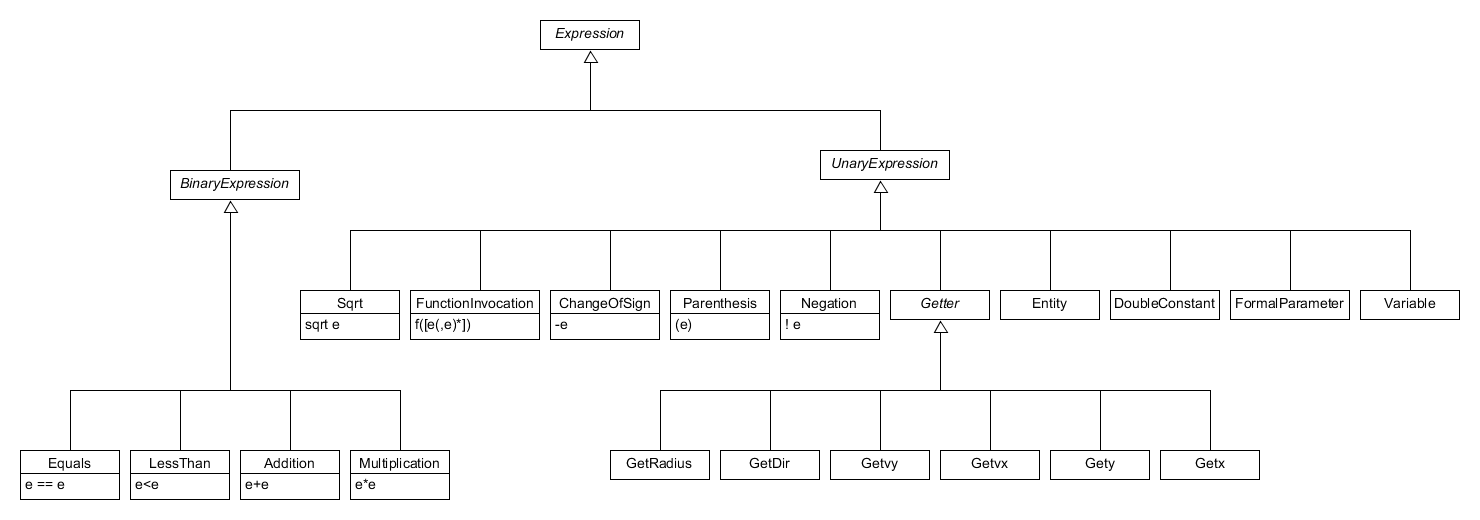 Expression
BinaryExpression
UnaryExpression
Sqrt
sqrt e
FunctionInvocation
f([e(,e)*])
ChangeOfSign
-e
Parenthesis
(e)
Negation
! e
Getter
Entity
DoubleConstant
FormalParameter
Variable
Equals
e == e
LessThan
e<e
Addition
e+e
Multiplication
e*e
GetRadius
GetDir
Getvy
Getvx
Gety
Getx